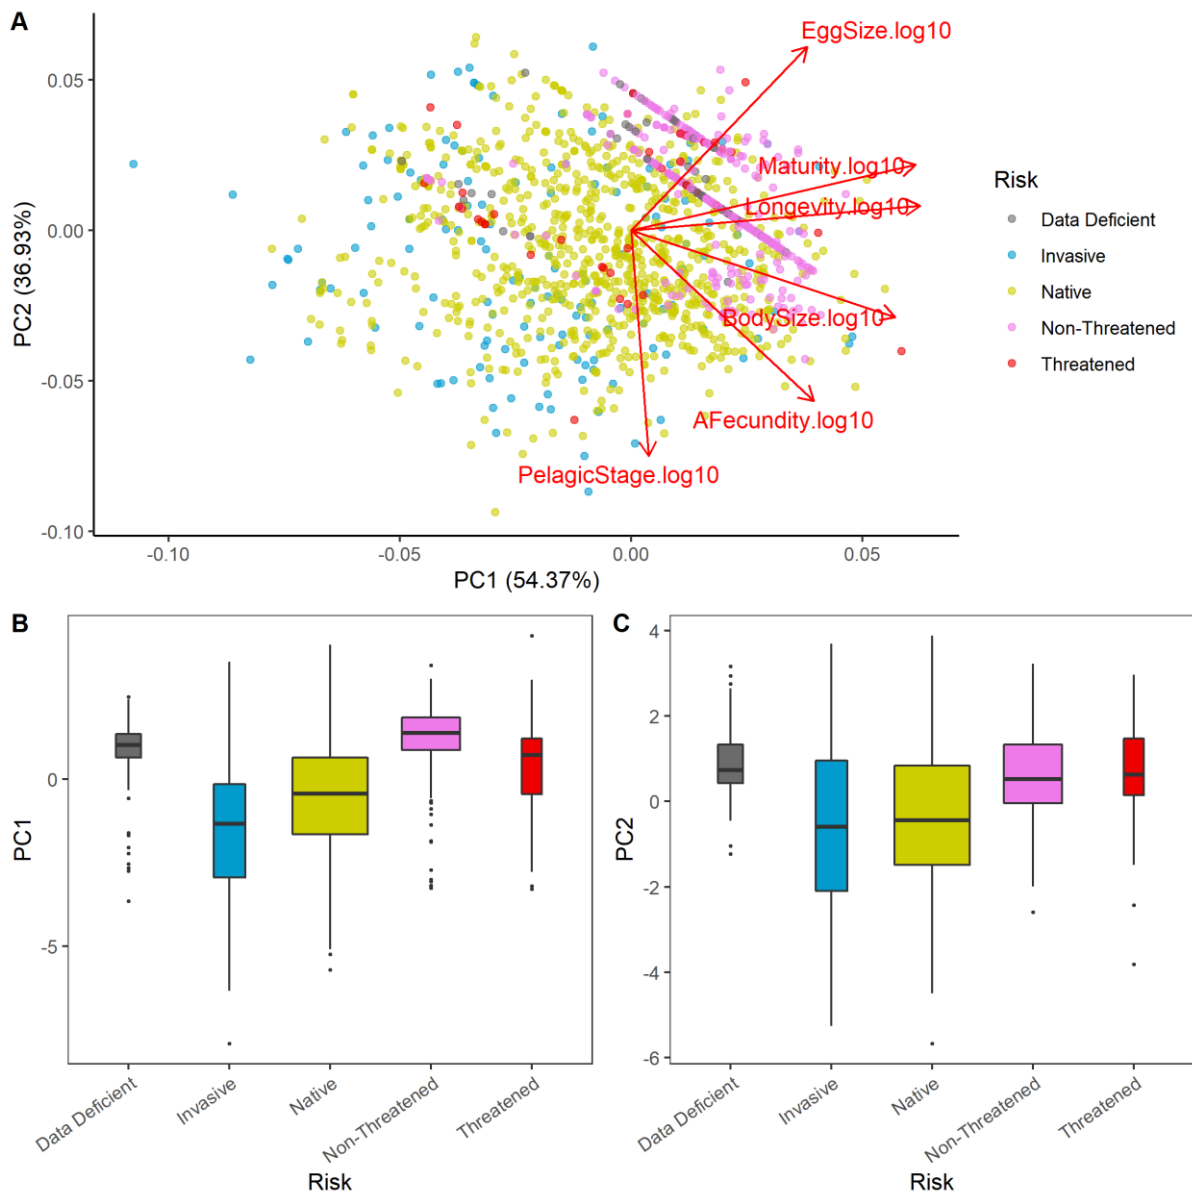 A
EggSize.log10
Maturity.log10
Longevity.log10
BodySize.log10
AFecundity.log10
PelagicStage.log10
0.05
0.00
-0.05
-0.10
PC2 (36.93%)
-0.10
-0.05
0.00
0.05
PC1 (54.37%)
Risk
Data Deficient
Invasive
Native
Non-Threatened
Threatened
B
0
-5
PC1
Data Deficient
Invasive
Native
Non-Threatened
Threatened
Risk
C
4
2
0
-2
-4
-6
PC2
Data Deficient
Invasive
Native
Non-Threatened
Threatened
Risk